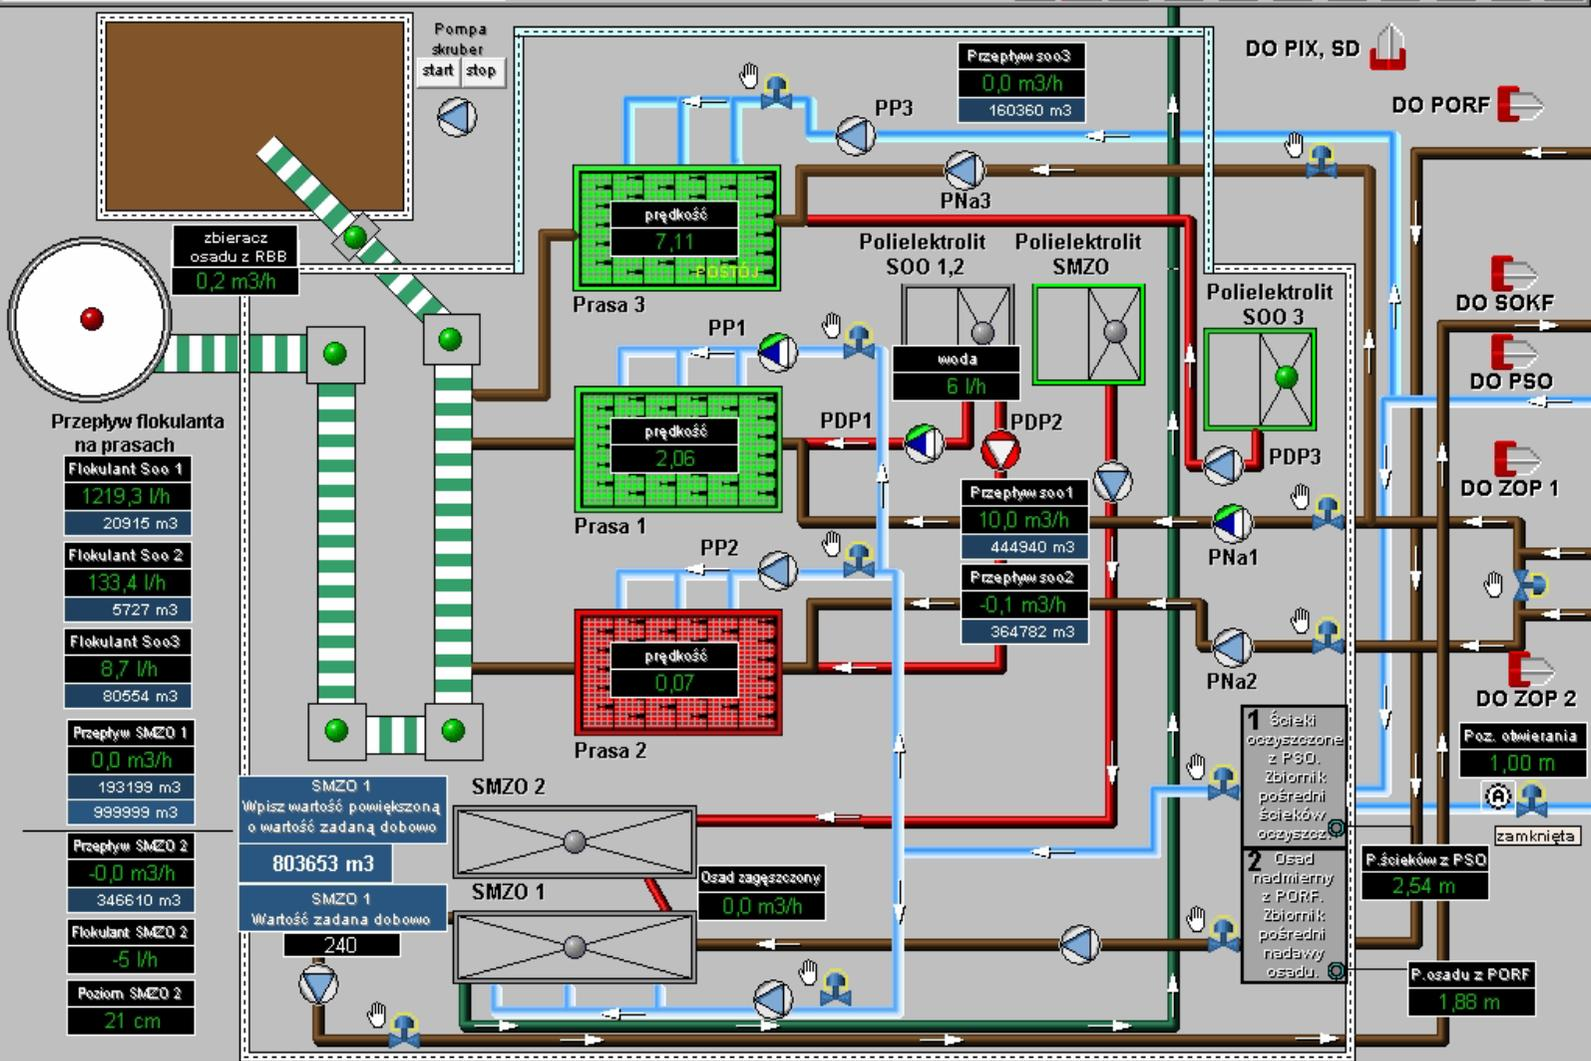 Pompa
skruber
start stop
zbieracz
osadu z RBB
0,2 m3/h
Przepływ flokulanta
na prasach
Flokulant Soo 1
1219,3 l/h
20915 m3
Flokulant Soo 2
133,4 l/h
5727 m3
Flokulant Soo3
8,7 l/h
80554 m3
Przepływ SMZO 1
0,0 m3/h
193199 m3
999999 m3
Przepływ SMZO 2
-0,0 m3/h
346610 m3
Flokulant SMZO 2
-5 l/h
Poziom SMZO 2
21 cm
SMZO 1
Wpisz wartość powiększoną
o wartość zadaną dobowo
803653 m3
SMZO 1
Wartość zadana dobowo
240
prędkość
7,11
POSTÓJ
Prasa 3
PP3
Przepływ soo3
0,0 m3/h
160360 m3
PNa3
Polielektrolit
SOO 1,2
Polielektrolit
SMZO
Polielektrolit
SOO 3
PP1
woda
6 l/h
prędkość
2,06
Prasa 1
PDP1
PDP2
PDP3
Przepływ soo1
10,0 m3/h
444940 m3
PNa1
PP2
Przepływ soo2
-0,1 m3/h
364782 m3
PNa2
prędkość
0,07
Prasa 2
SMZO 2
SMZO 1
Osad zagęszczony
0,0 m3/h
1 Ścieki
oczyszczone
z PSO.
Zbiornik
pośredni
ścieków
oczyszcz.
2 Osad
nadmierny
z PORF.
Zbiornik
pośredni
nadawy
osadu.
DO PIX, SD
DO PORF
DO SOKF
DO PSO
DO ZOP 1
DO ZOP 2
Poz. otwierania
1,00 m
A
zamknięta
P.ścieków z PSO
2,54 m
P.osadu z PORF
1,88 m